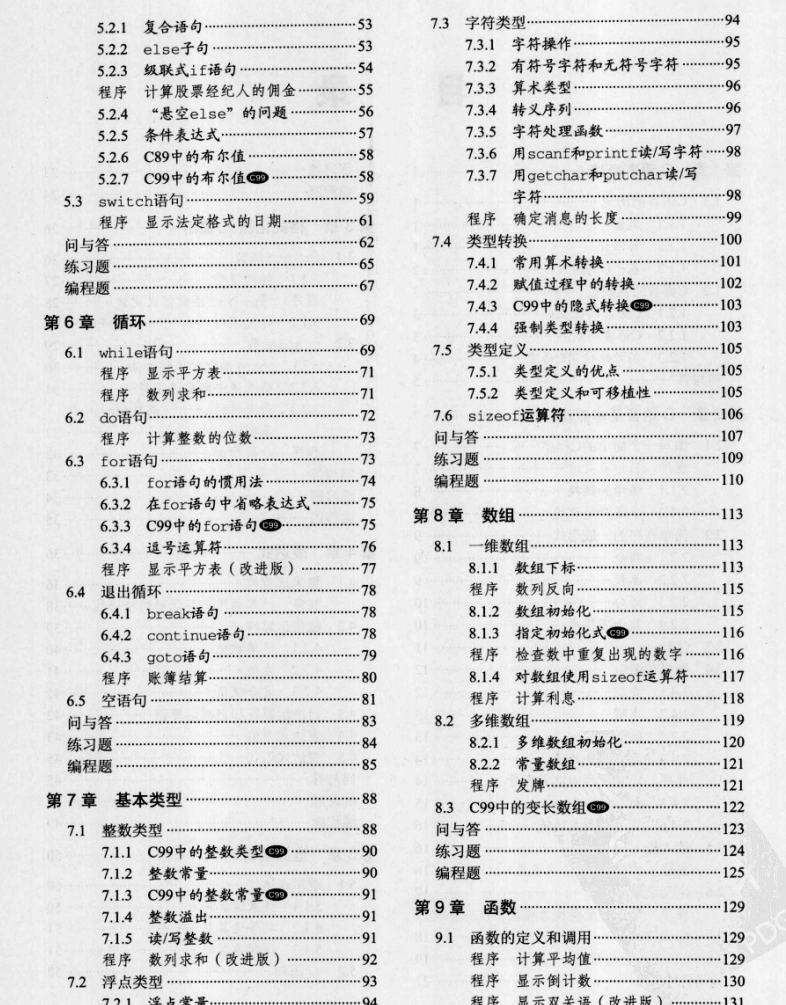 5.2.1 复合语句 53
5.2.2 else子句 53
5.2.3 级联式if语句 54
程序 计算股票经纪人的佣金 55
5.2.4 “悬空else”的问题 56
5.2.5 条件表达式 57
5.2.6 C89中的布尔值 58
5.2.7 C99中的布尔值 C99 58
5.3 switch语句 59
程序 显示法定格式的日期 61
问与答 62
练习题 65
编程题 67
第6章 循环 69
6.1 while语句 69
程序 显示平方表 71
程序 数列求和 71
6.2 do语句 72
程序 计算整数的位数 73
6.3 for语句 73
6.3.1 for语句的惯用法 74
6.3.2 在for语句中省略表达式 75
6.3.3 C99中的for语句 C99 75
6.3.4 逗号运算符 76
程序 显示平方表（改进版） 77
6.4 退出循环 78
6.4.1 break语句 78
6.4.2 continue语句 78
6.4.3 goto语句 79
程序 账簿结算 80
6.5 空语句 81
问与答 83
练习题 84
编程题 85
第7章 基本类型 88
7.1 整数类型 88
7.1.1 C99中的整数类型 C99 90
7.1.2 整数常量 90
7.1.3 C99中的整数常量 C99 91
7.1.4 整数溢出 91
7.1.5 读/写整数 91
程序 数列求和（改进版） 92
7.2 浮点类型 93
7.2.1 浮点常量 94
7.3 字符类型 94
7.3.1 字符操作 95
7.3.2 有符号字符和无符号字符 95
7.3.3 算术类型 96
7.3.4 转义序列 96
7.3.5 字符处理函数 97
7.3.6 用scanf和printf读/写字符 98
7.3.7 用getchar和putchar读/写
字符 98
程序 确定消息的长度 99
7.4 类型转换 100
7.4.1 常用算术转换 101
7.4.2 赋值过程中的转换 102
7.4.3 C99中的隐式转换 C99 103
7.4.4 强制类型转换 103
7.5 类型定义 105
7.5.1 类型定义的优点 105
7.5.2 类型定义和可移植性 105
7.6 sizeof运算符 106
问与答 107
练习题 109
编程题 110
第8章 数组 113
8.1 一维数组 113
8.1.1 数组下标 113
程序 数列反向 115
8.1.2 数组初始化 115
8.1.3 指定初始化式 C99 116
程序 检查数中重复出现的数字 116
8.1.4 对数组使用sizeof运算符 117
程序 计算利息 118
8.2 多维数组 119
8.2.1 多维数组初始化 120
8.2.2 常量数组 121
程序 发牌 121
8.3 C99中的变长数组 C99 122
问与答 123
练习题 124
编程题 125
第9章 函数 129
9.1 函数的定义和调用 129
程序 计算平均值 129
程序 显示倒计数 130
程序 显示双关语（改进版） 131